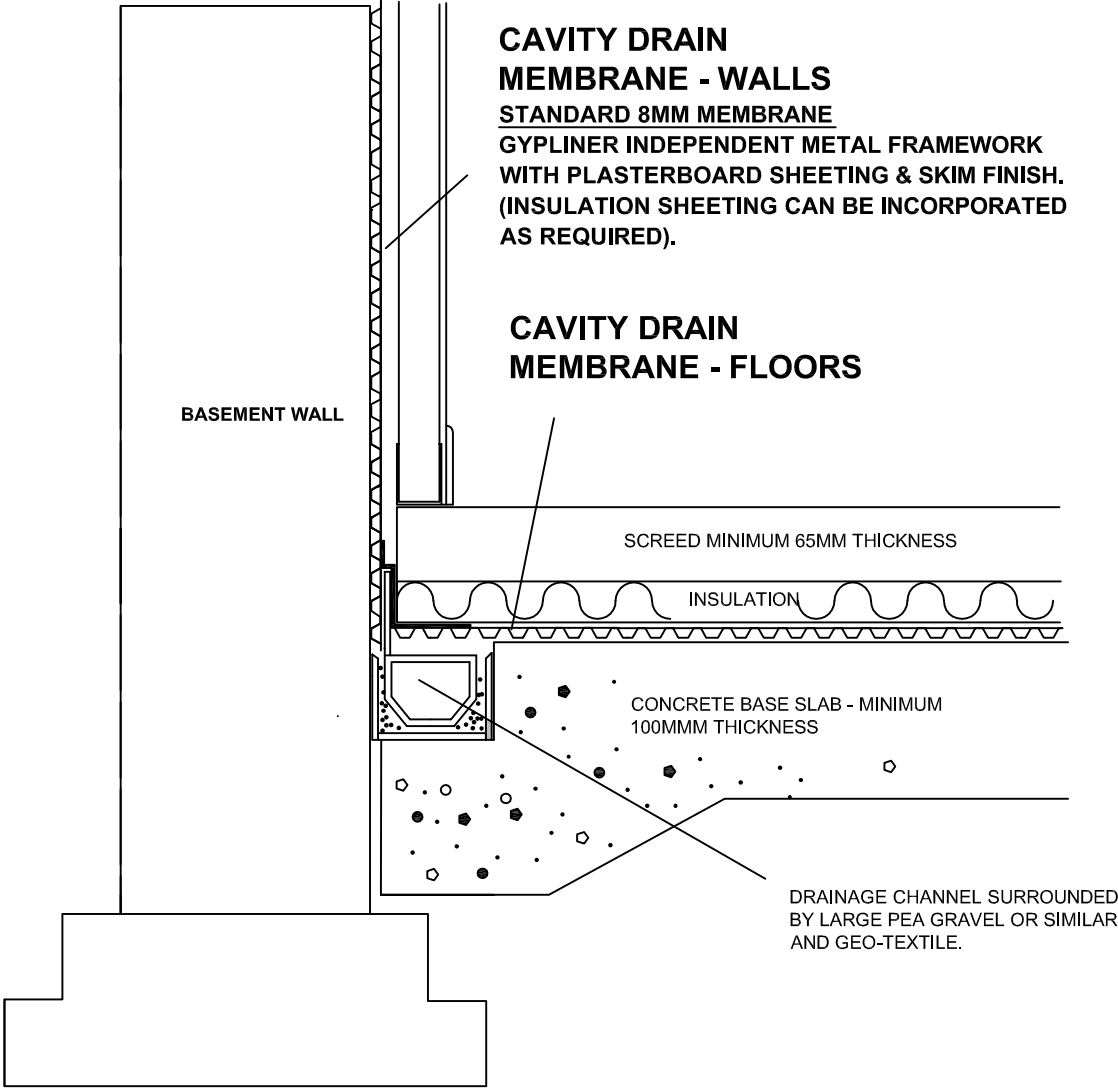 CAVITY DRAIN
MEMBRANE - WALLS
STANDARD 8MM MEMBRANE
GYPLINER INDEPENDENT METAL FRAMEWORK
WITH PLASTERBOARD SHEETING & SKIM FINISH.
(INSULATION SHEETING CAN BE INCORPORATED
AS REQUIRED).
CAVITY DRAIN
MEMBRANE - FLOORS
BASEMENT WALL
SCREED MINIMUM 65MM THICKNESS
INSULATION
CONCRETE BASE SLAB - MINIMUM
100MMM THICKNESS
DRAINAGE CHANNEL SURROUNDED
BY LARGE PEA GRAVEL OR SIMILAR
AND GEO-TEXTILE.